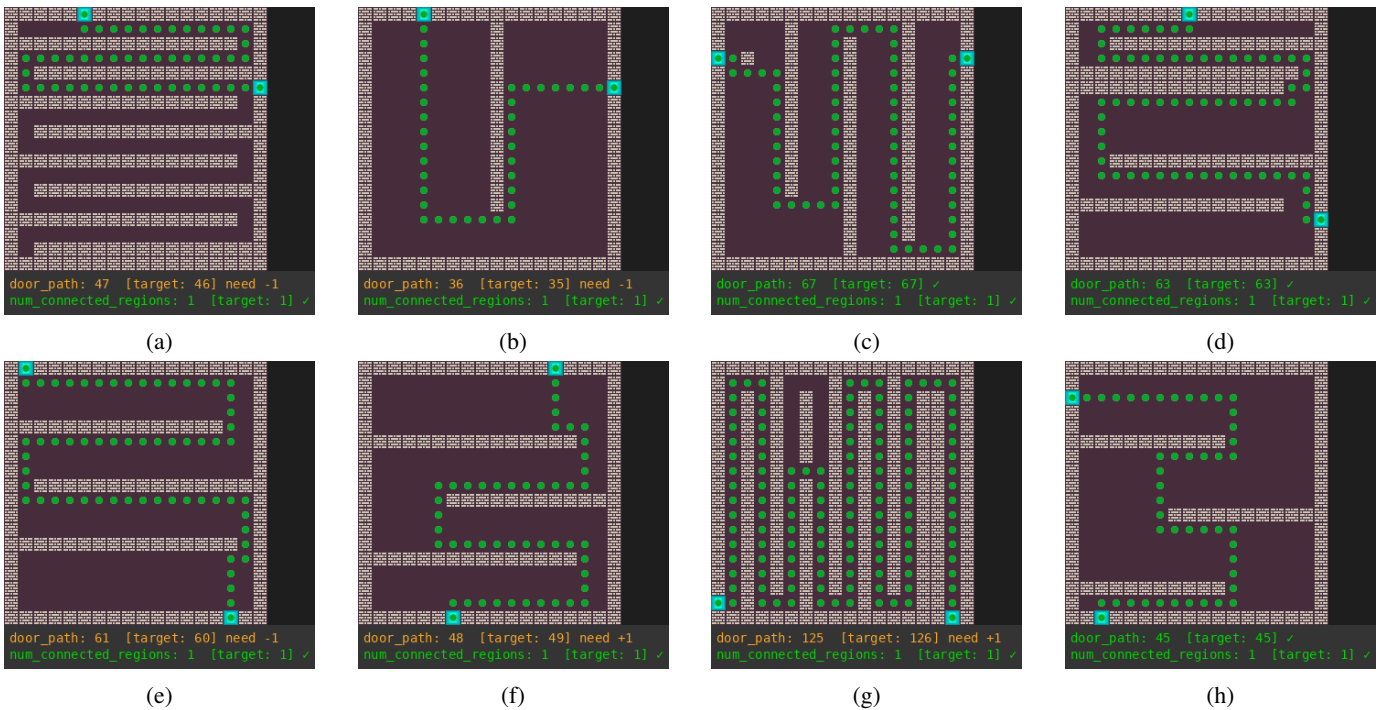 door_path: 47 [target: 46] need -1
num_connected_regions: 1 [target: 1] ✓
(a)
door_path: 36 [target: 35] need -1
num_connected_regions: 1 [target: 1] ✓
(b)
door_path: 67 [target: 67] ✓
num_connected_regions: 1 [target: 1] ✓
(c)
door_path: 63 [target: 63] ✓
num_connected_regions: 1 [target: 1] ✓
(d)
door_path: 61 [target: 60] need -1
num_connected_regions: 1 [target: 1] ✓
(e)
door_path: 48 [target: 49] need +1
num_connected_regions: 1 [target: 1] ✓
(f)
door_path: 125 [target: 126] need +1
num_connected_regions: 1 [target: 1] ✓
(g)
door_path: 45 [target: 45] ✓
num_connected_regions: 1 [target: 1] ✓
(h)